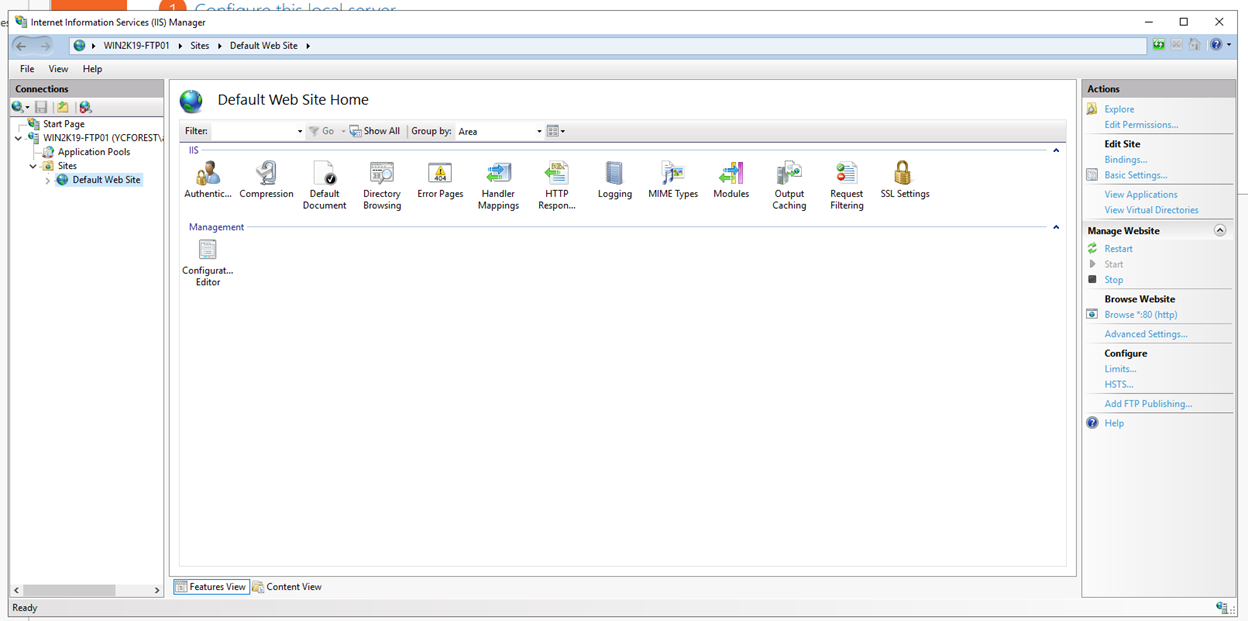 1 Configure this local server
Internet Information Services (IIS) Manager
WIN2K19-FTP01 Sites Default Web Site
File View Help
Connections
Start Page
WIN2K19-FTP01 (YCFOREST\
Application Pools
Sites
Default Web Site
Default Web Site Home
Filter: Go Show All Group by: Area
IIS
Authentic... Compression Default Document Directory Browsing Error Pages Handler Mappings HTTP Respon... Logging MIME Types Modules Output Caching Request Filtering SSL Settings
404
Management
Configurat... Editor
Features View Content View
Ready
Actions
Explore
Edit Permissions...
Edit Site
Bindings...
Basic Settings...
View Applications
View Virtual Directories
Manage Website
Restart
Start
Stop
Browse Website
Browse *:80 (http)
Advanced Settings...
Configure
Limits...
HSTS...
Add FTP Publishing...
Help